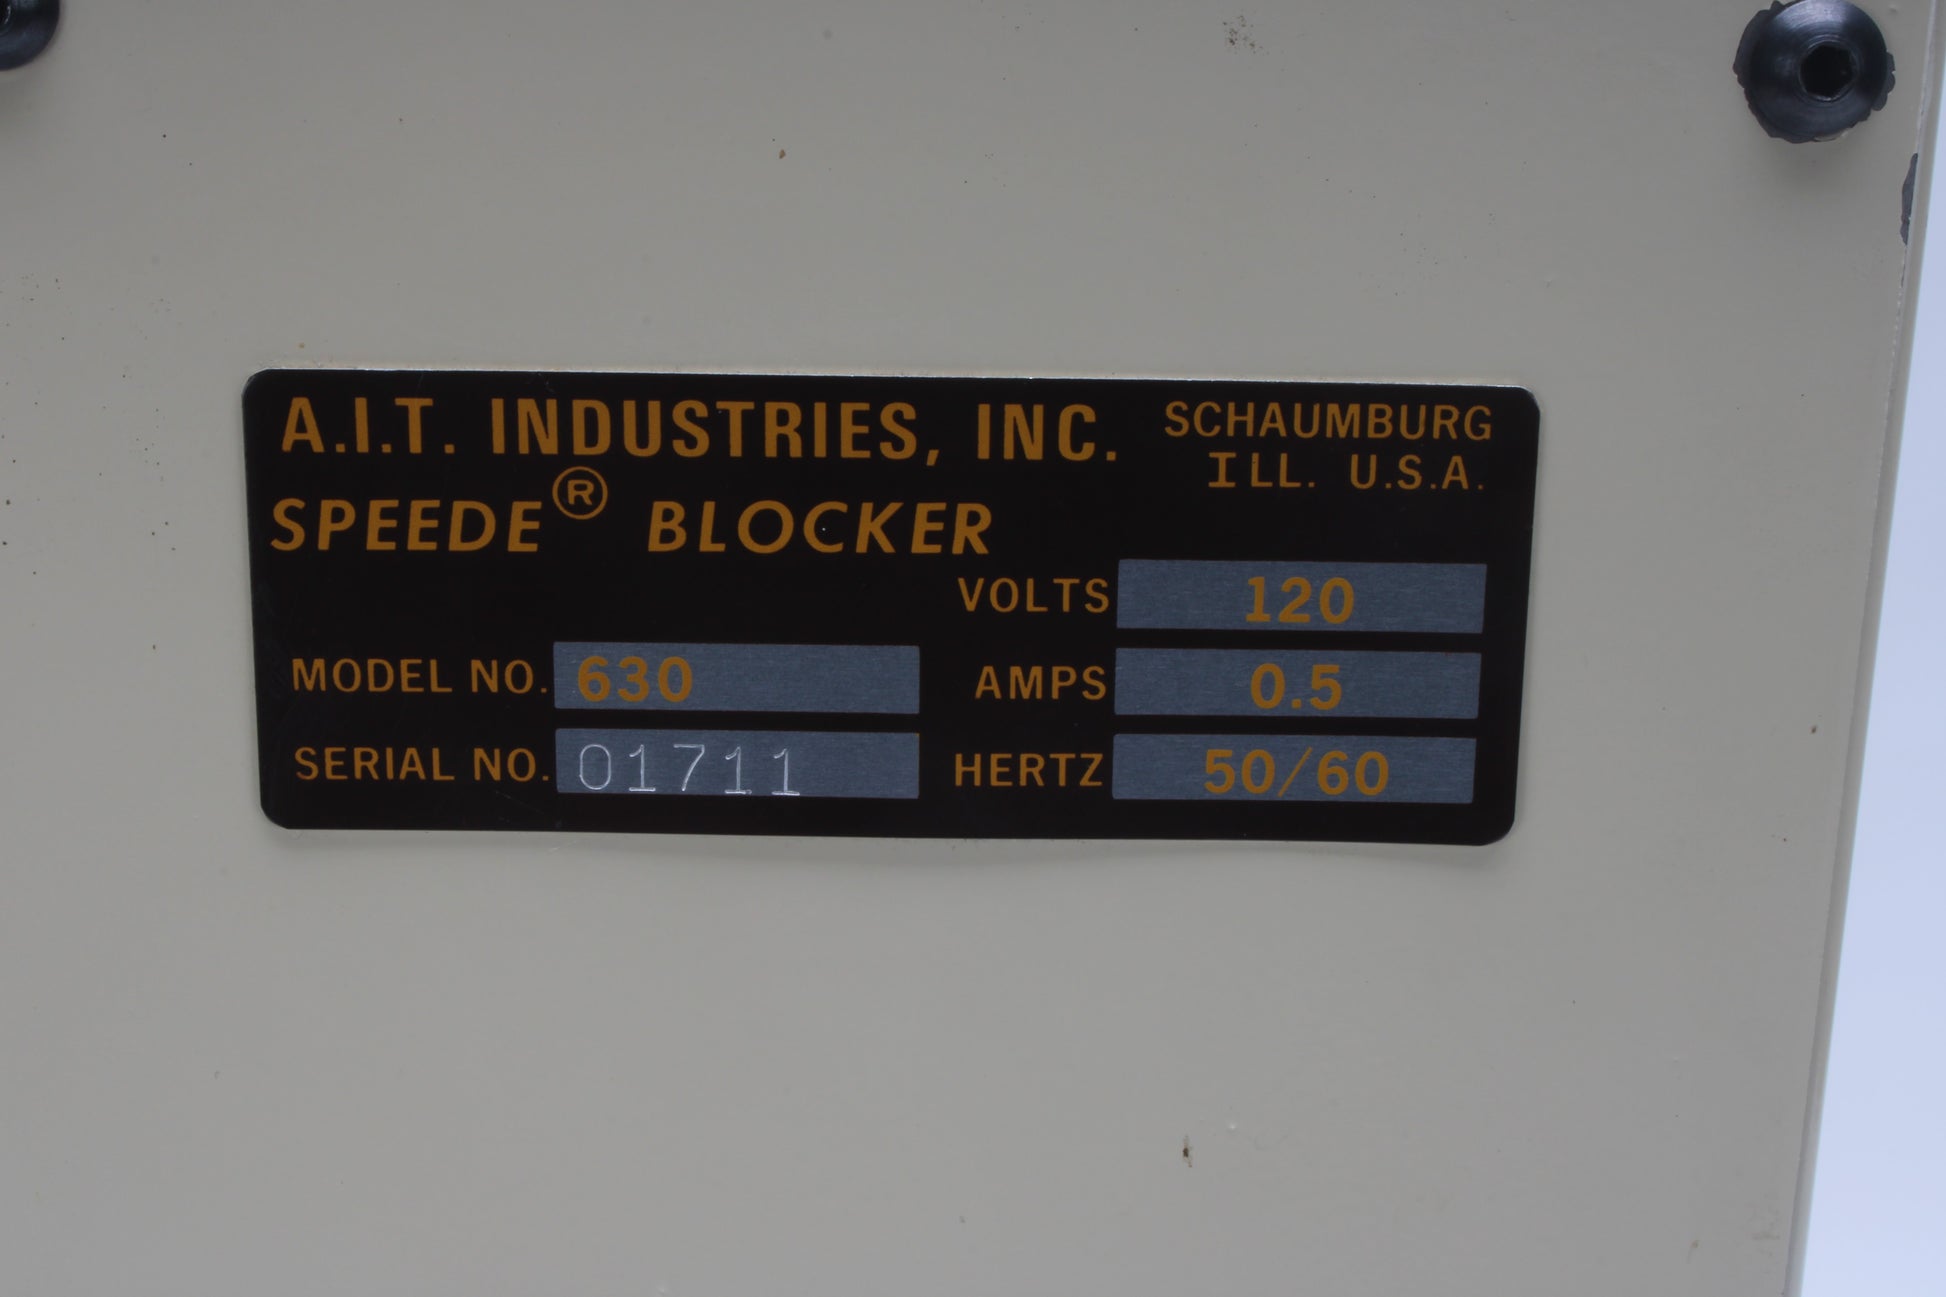 A.I.T. INDUSTRIES, INC.
SCHAUMBURG
ILL. U.S.A.
SPEEDE® BLOCKER
VOLTS 120
MODEL NO. 630
AMPS 0.5
SERIAL NO. 01711
HERTZ 50/60